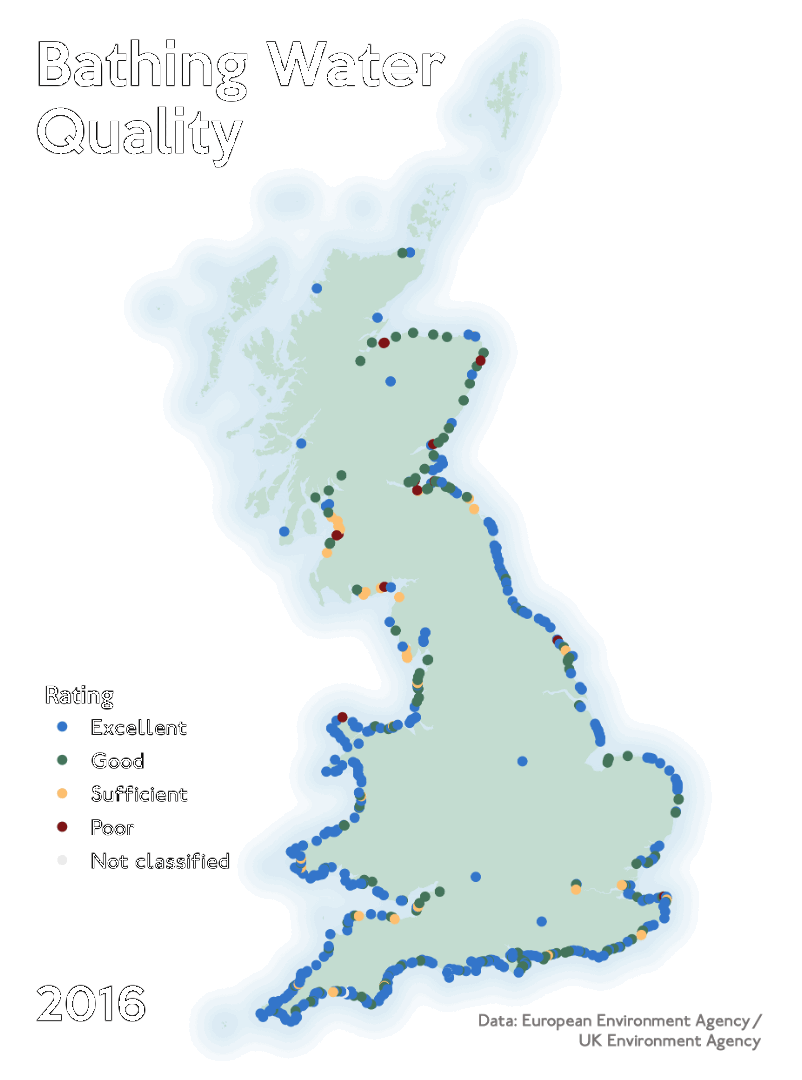 Bathing Water
Quality
Rating
Excellent
Good
Sufficient
Poor
Not classified
2016
Data: European Environment Agency /
UK Environment Agency